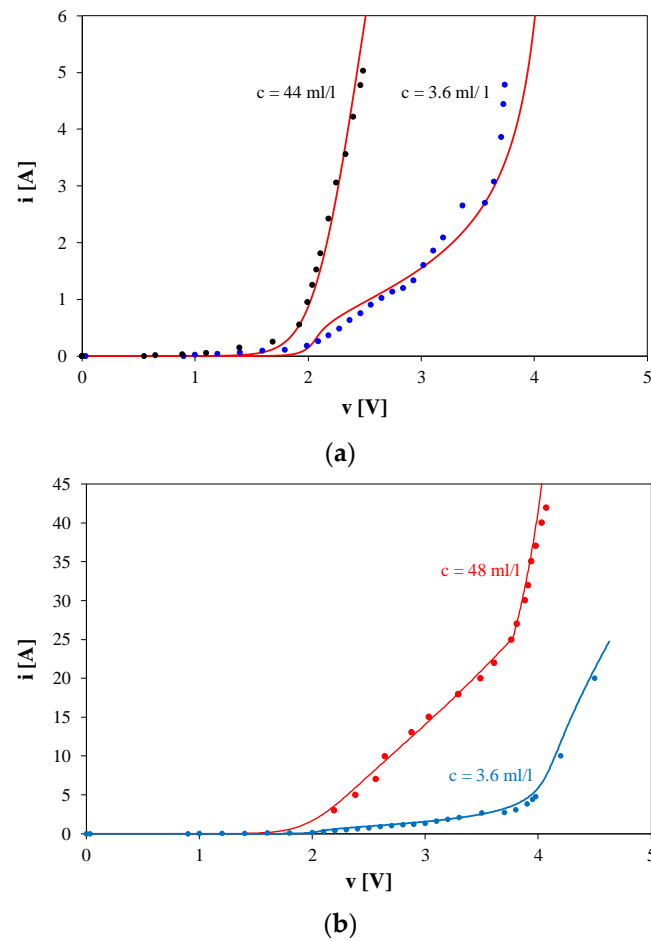 6
5
4
3
2
1
0
i [A]
c = 44 ml/l
c = 3.6 ml/ l
0 1 2 3 4 5
v [V]
(a)
45
40
35
30
25
20
15
10
5
0
i [A]
c = 48 ml/l
c = 3.6 ml/l
0 1 2 3 4 5
v [V]
(b)